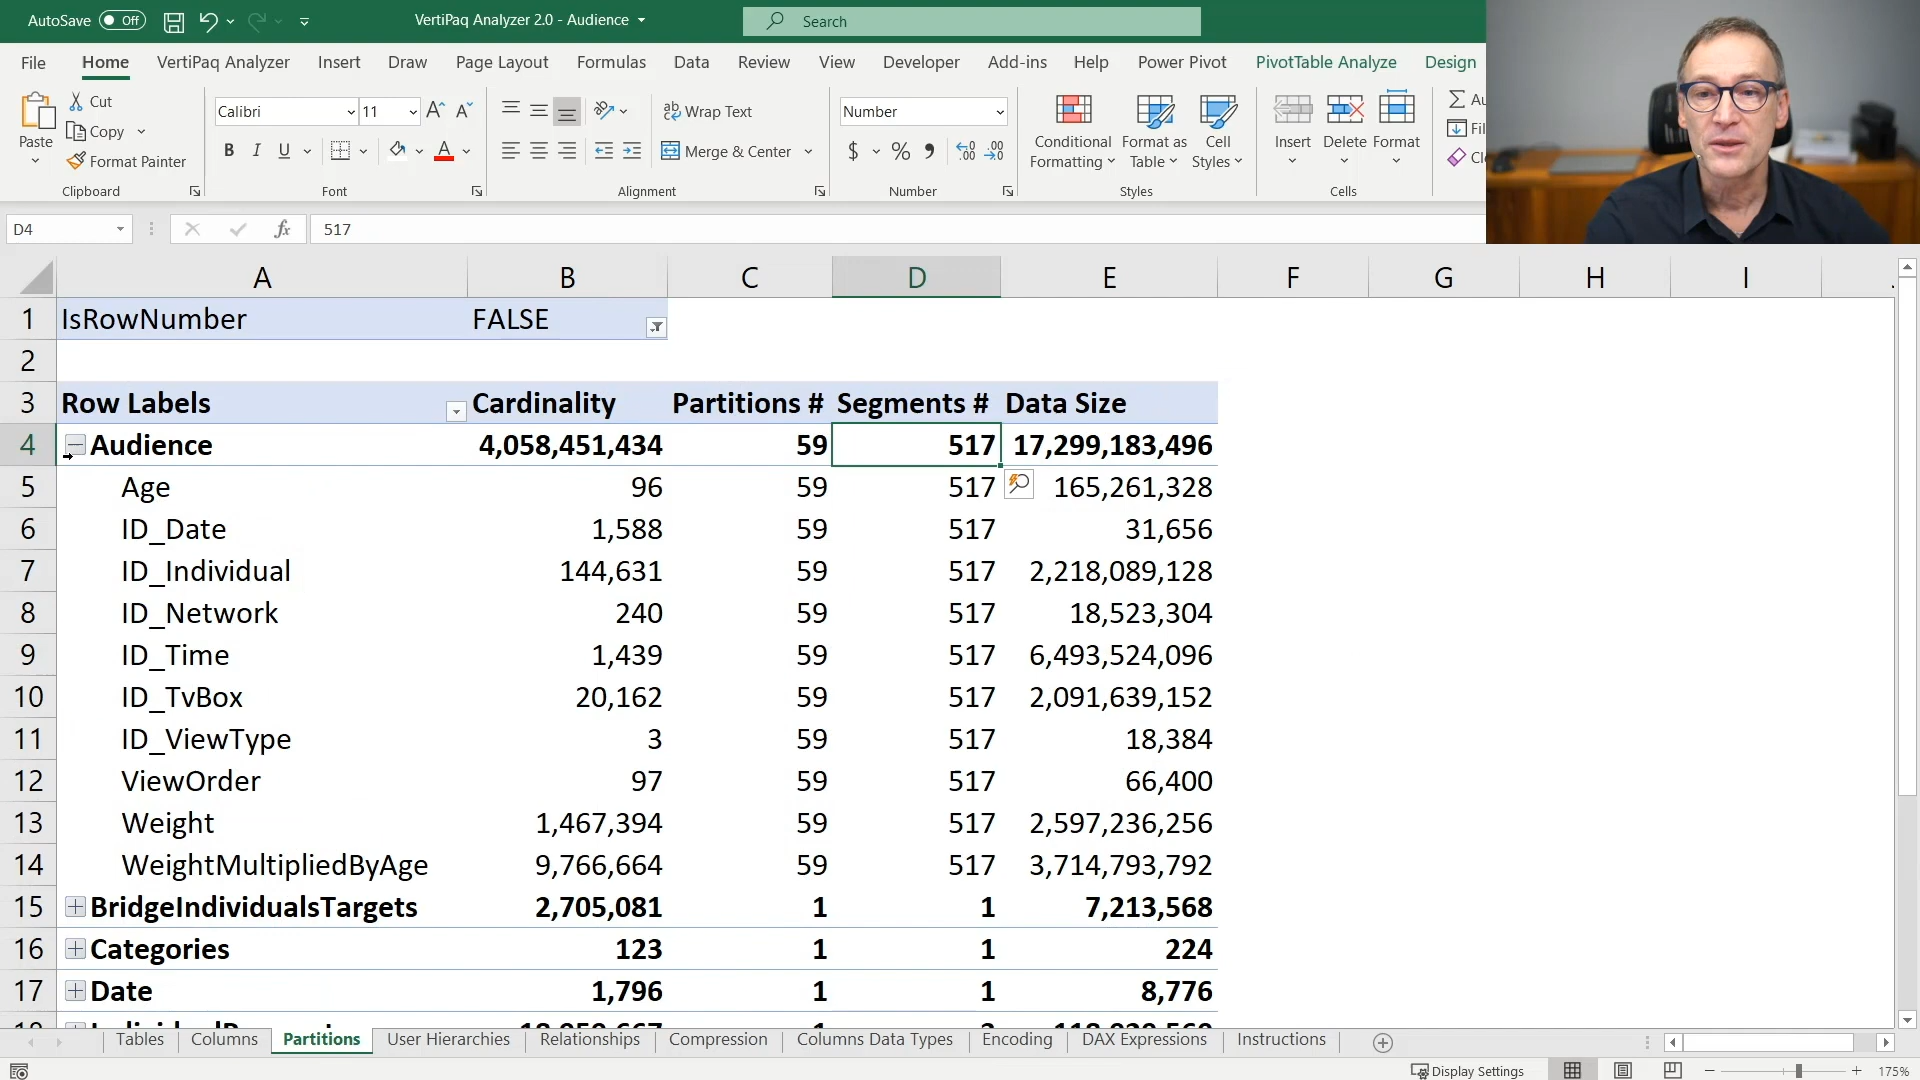 AutoSave Off
VertiPaq Analyzer 2.0 - Audience
Search
File Home VertiPaq Analyzer Insert Draw Page Layout Formulas Data Review View Developer Add-ins Help Power Pivot PivotTable Analyze Design
Paste
Cut
Copy
Format Painter
Clipboard
Calibri 11
B I U
Font
Wrap Text
Merge & Center
Alignment
Number
$ %
Number
Conditional Formatting
Format as Table
Cell Styles
Styles
Insert Delete Format
Cells
D4 fx 517
A B C D E F G H I
1 IsRowNumber FALSE
2
3 Row Labels Cardinality Partitions # Segments # Data Size
4 Audience 4,058,451,434 59 517 17,299,183,496
5 Age 96 59 517 165,261,328
6 ID_Date 1,588 59 517 31,656
7 ID_Individual 144,631 59 517 2,218,089,128
8 ID_Network 240 59 517 18,523,304
9 ID_Time 1,439 59 517 6,493,524,096
10 ID_TvBox 20,162 59 517 2,091,639,152
11 ID_ViewType 3 59 517 18,384
12 ViewOrder 97 59 517 66,400
13 Weight 1,467,394 59 517 2,597,236,256
14 WeightMultipliedByAge 9,766,664 59 517 3,714,793,792
15 BridgeIndividualsTargets 2,705,081 1 1 7,213,568
16 Categories 123 1 1 224
17 Date 1,796 1 1 8,776
Tables Columns Partitions User Hierarchies Relationships Compression Columns Data Types Encoding DAX Expressions Instructions
Display Settings 175%